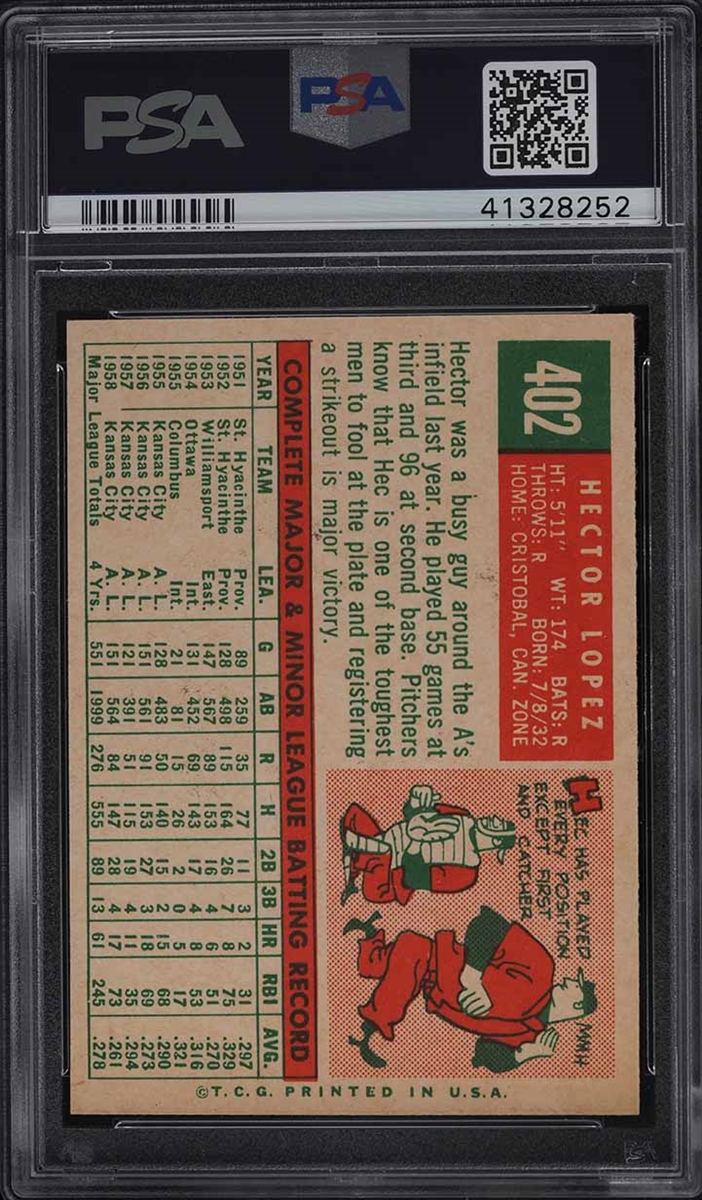 PSA
PSA
41328252
402
HECTOR LOPEZ
HT: 5'11" WT: 174 BATS: R
THROWS: R BORN: 7/8/32
HOME: CRISTOBAL, CAN. ZONE
Hector was a busy guy around the A's
infield last year. He played 55 games at
third and 96 at second base. Pitchers
know that Hec is one of the toughest
men to fool at the plate and registering
a strikeout is major victory.
HEC HAS PLAYED
EVERY POSITION
EXCEPT FIRST
AND CATCHER
COMPLETE MAJOR & MINOR LEAGUE BATTING RECORD
YEAR TEAM LEA. G AB R H 2B 3B HR RBI AVG.
1951 St. Hyacinthe Prov. 89 259 35 77 11 3 2 31 .297
1952 St. Hyacinthe Prov. 128 498 115 164 26 7 8 75 .329
1953 Williamsport East. 147 567 89 153 16 4 6 51 .270
1954 Ottawa Int. 131 452 69 143 17 4 8 53 .316
1955 Columbus Int. 21 81 15 26 2 0 5 17 .321
1955 Kansas City A. L. 128 483 50 140 15 2 15 68 .290
1956 Kansas City A. L. 151 561 91 153 27 3 18 69 .273
1957 Kansas City A. L. 121 391 51 115 19 4 11 35 .294
1958 Kansas City A. L. 151 564 84 147 28 4 17 73 .261
Major League Totals 4 Yrs. 551 1999 276 555 89 13 61 245 .278
© T. C. G. PRINTED IN U. S. A.